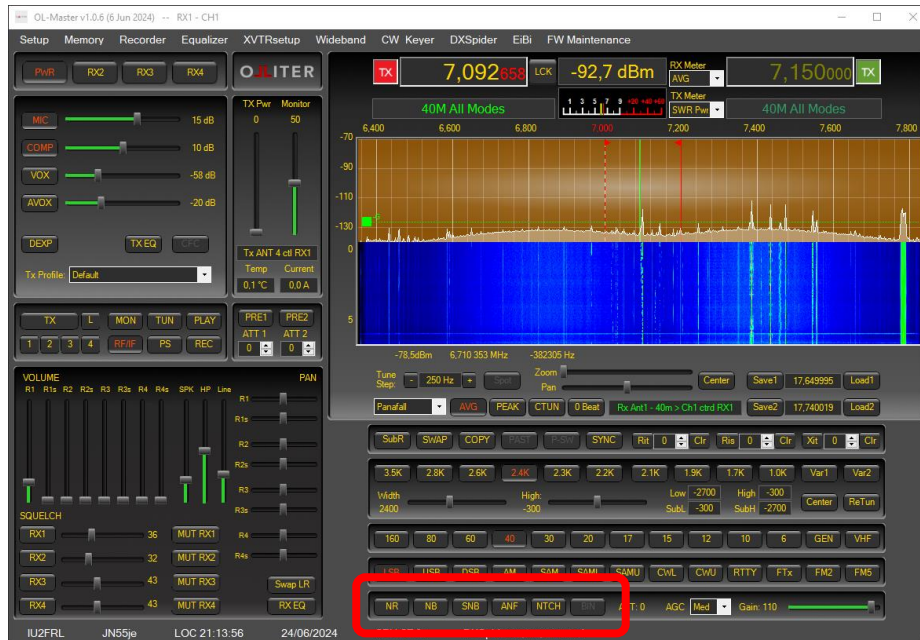 OL-Master v1.0.6 (6 Jun 2024) -- RX1 - CH1
Setup Memory Recorder Equalizer XVTRsetup Wideband CW Keyer DXSpider EiBi FW Maintenance
PWR RX2 RX3 RX4
MIC 15 dB
COMP 10 dB
VOX -58 dB
AVOX -20 dB
DEXP TX EQ CFC
Tx Profile: Default
TX L MON TUN PLAY
1 2 3 4 RF/IF PS REC
TX Pwr Monitor
0 50
Tx ANT 4 ctl RX1
Temp Current
0,1 °C 0,0 A
PRE1 PRE2
ATT 1 ATT 2
0 0
TX 7,092658 LCK -92,7 dBm RX Meter AVG 7,150000 TX
40M All Modes 1 3 5 7 9 +20 +40 +60 TX Meter SWR Pwr 40M All Modes
6,400 6,600 6,800 7,000 7,200 7,400 7,600 7,800
-70
-90
-110
-130
0
5
-78,5dBm 6,710 353 MHz -382305 Hz
Tune Step: - 250 Hz + Spot Zoom Pan Center Save1 17,649995 Load1
Panafall AVG PEAK CTUN 0 Beat Rx Ant1 - 40m > Ch1 ctrd RX1 Save2 17,740019 Load2
VOLUME PAN
R1 R1s R2 R2s R3 R3s R4 R4s SPK HP Line
R1
R1s
R2
R2s
R3
R3s
R4
R4s
SQUELCH
RX1 36 MUT RX1
RX2 32 MUT RX2
RX3 43 MUT RX3 Swap LR
RX4 43 MUT RX4 RX EQ
SubR SWAP COPY PAST R-SW SYNC Rit 0 Clr Ris 0 Clr Xit 0 Clr
3.5K 2.8K 2.6K 2.4K 2.3K 2.2K 2.1K 1.9K 1.7K 1.0K Var1 Var2
Width 2400 High: -300 Low -2700 High -300 Center ReTun
SubL -300 SubH -2700
160 80 60 40 30 20 17 15 12 10 6 GEN VHF
LSB USB DSB AM SAM SAML SAMU CWL CWU RTTY FTx FM2 FM5
NR NB SNB ANF NTCH BIN AGC Med Gain: 110
IU2FRL JN55je LOC 21:13:56 24/06/2024